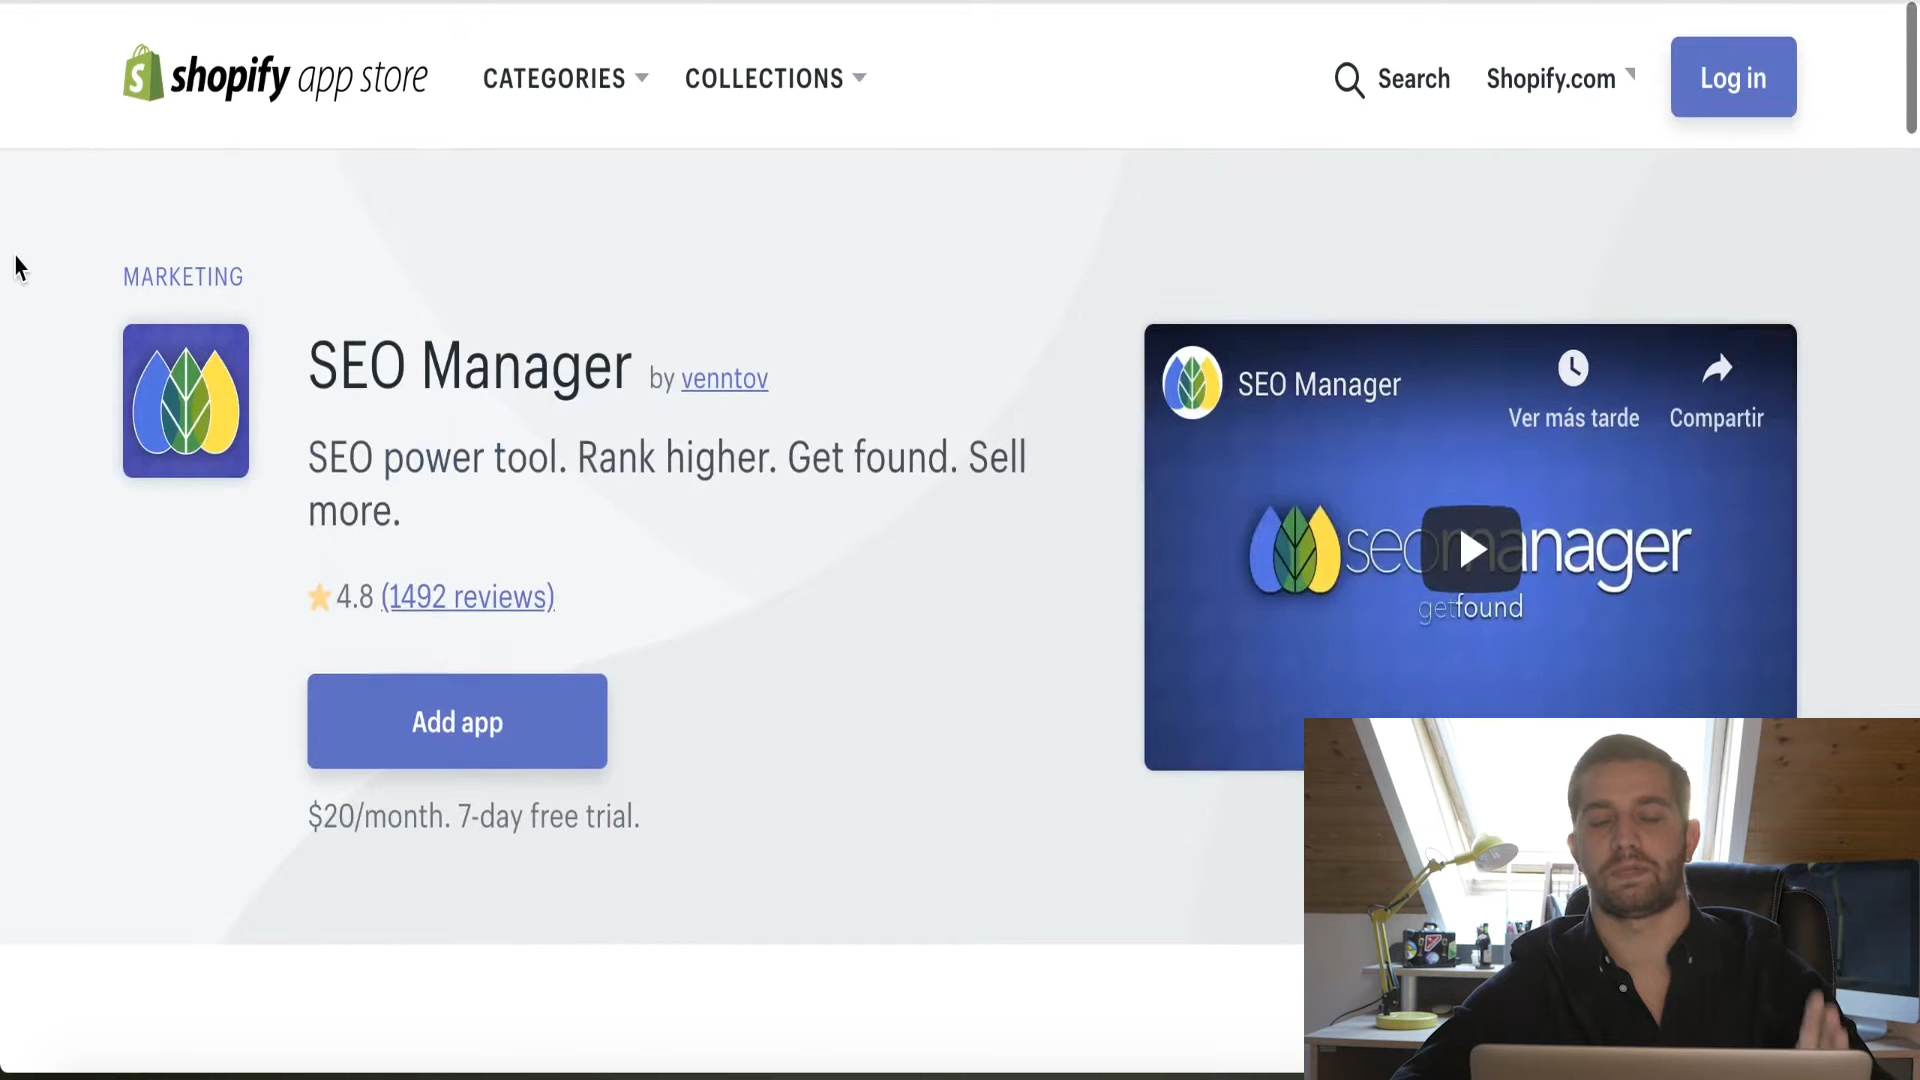 shopify app store
CATEGORIES
COLLECTIONS
Search
Shopify.com
Log in
MARKETING
SEO Manager by venntov
SEO power tool. Rank higher. Get found. Sell
more.
4.8 (1492 reviews)
Add app
$20/month. 7-day free trial.
SEO Manager
Ver más tarde
Compartir
seomanager
getfound